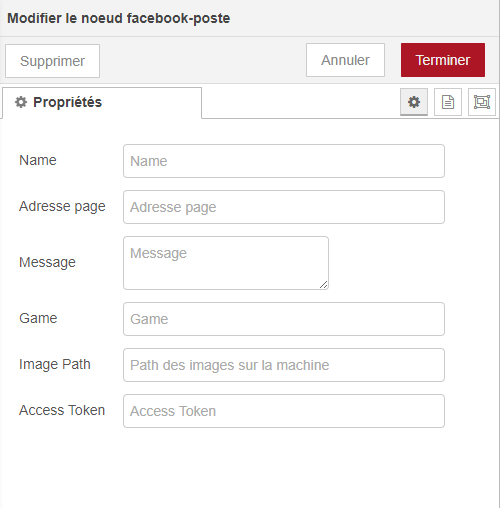 Modifier le noeud facebook-poste
Supprimer
Annuler
Terminer
Propriétés
Name
Name
Adresse page
Adresse page
Message
Message
Game
Game
Image Path
Path des images sur la machine
Access Token
Access Token